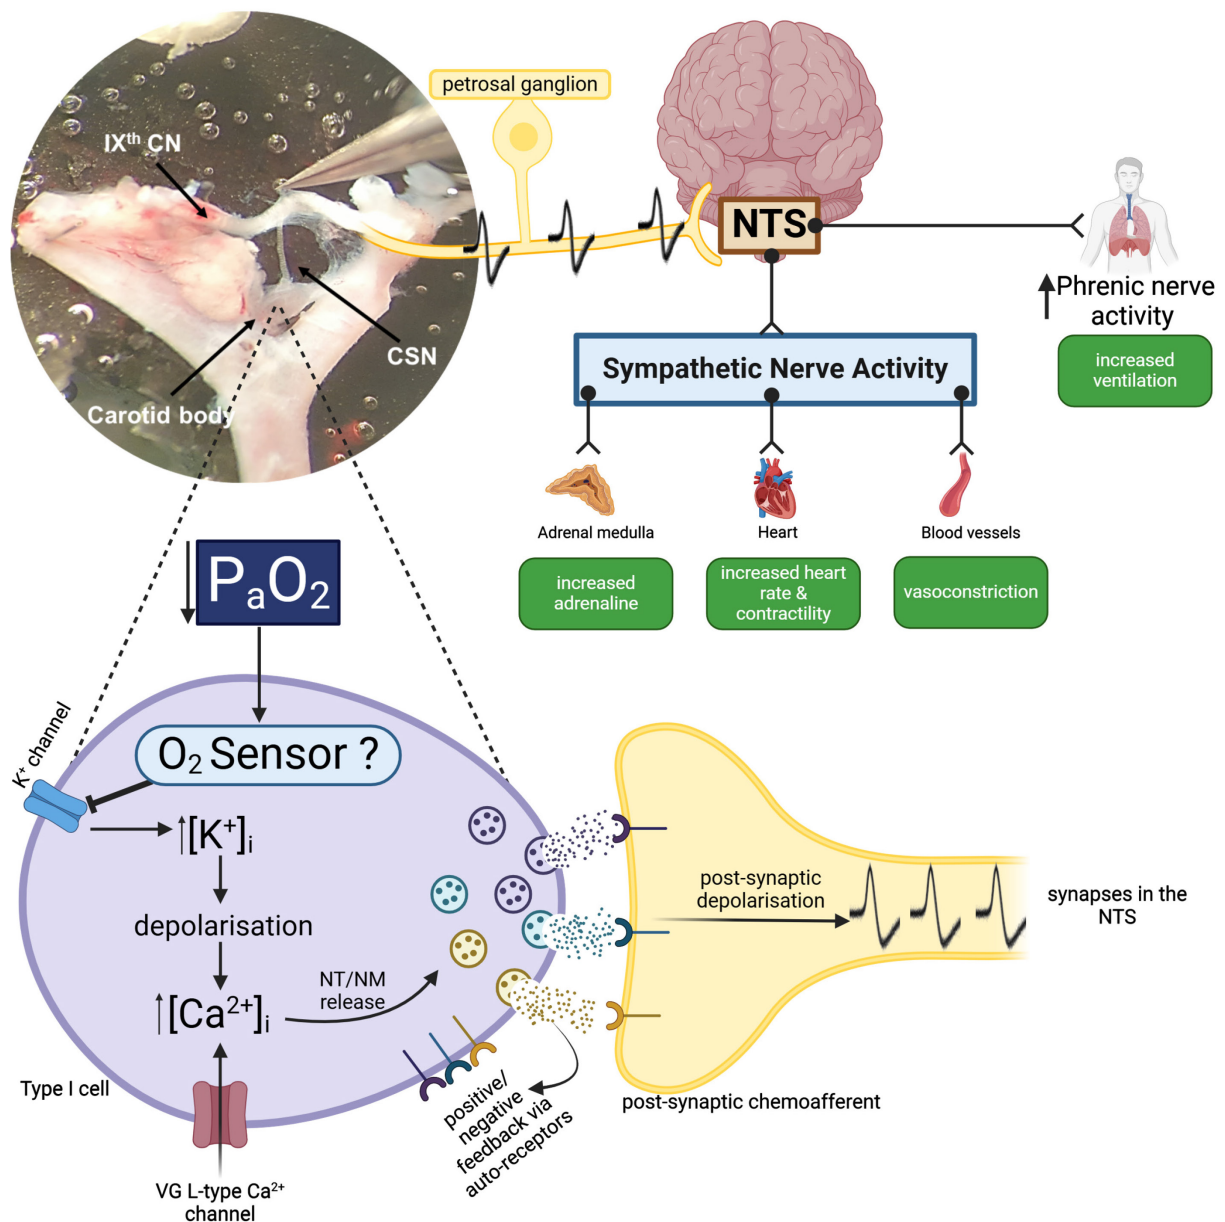 petrosal ganglion
IXth CN
NTS
CSN
Carotid body
Phrenic nerve
activity
increased
ventilation
Sympathetic Nerve Activity
Adrenal medulla
Heart
Blood vessels
increased
adrenaline
increased heart
rate &
contractility
vasoconstriction
PaO2
O2 Sensor ?
K+ channel
[K+]i
depolarisation
[Ca2+]i
NT/NM
release
Type I cell
VG L-type Ca2+
channel
positive/
negative
feedback via
auto-receptors
post-synaptic
depolarisation
synapses in the
NTS
post-synaptic chemoafferent